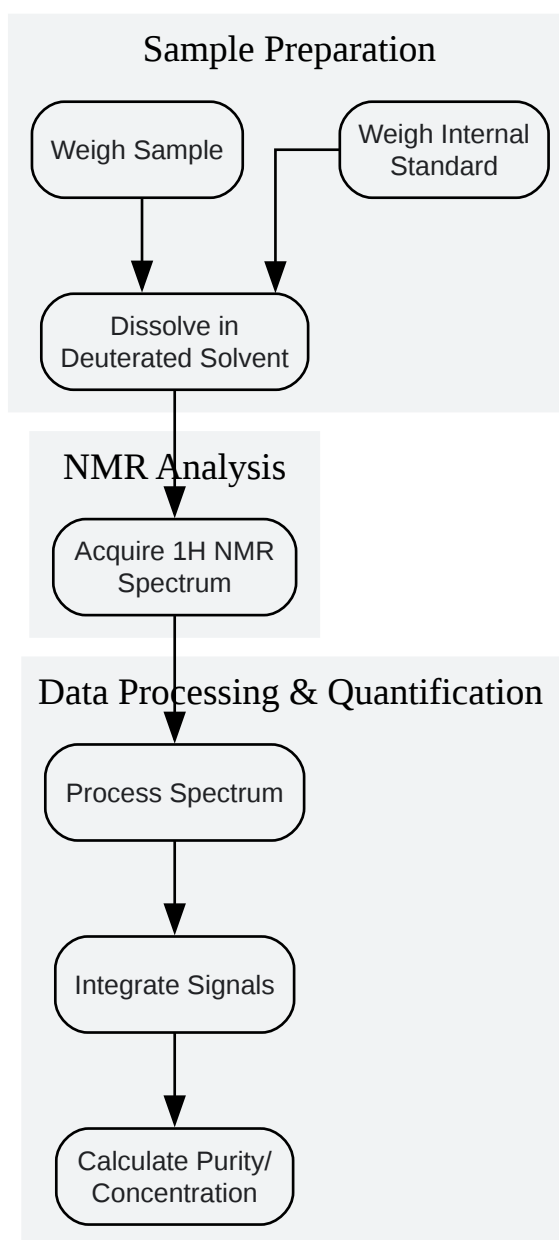 Sample Preparation
Weigh Sample
Weigh Internal
Standard
Dissolve in
Deuterated Solvent
NMR Analysis
Acquire 1H NMR
Spectrum
Data Processing & Quantification
Process Spectrum
Integrate Signals
Calculate Purity/
Concentration